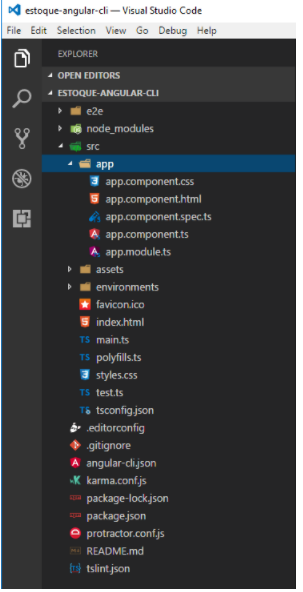 estoque-angular-cli — Visual Studio Code
File Edit Selection View Go Debug Help
EXPLORER
OPEN EDITORS
ESTOQUE-ANGULAR-CLI
e2e
node_modules
src
app
app.component.css
app.component.html
app.component.spec.ts
app.component.ts
app.module.ts
assets
environments
favicon.ico
index.html
TS main.ts
TS polyfills.ts
styles.css
TS test.ts
tsconfig.json
.editorconfig
.gitignore
angular-cli.json
karma.conf.js
package-lock.json
package.json
protractor.conf.js
README.md
tslint.json